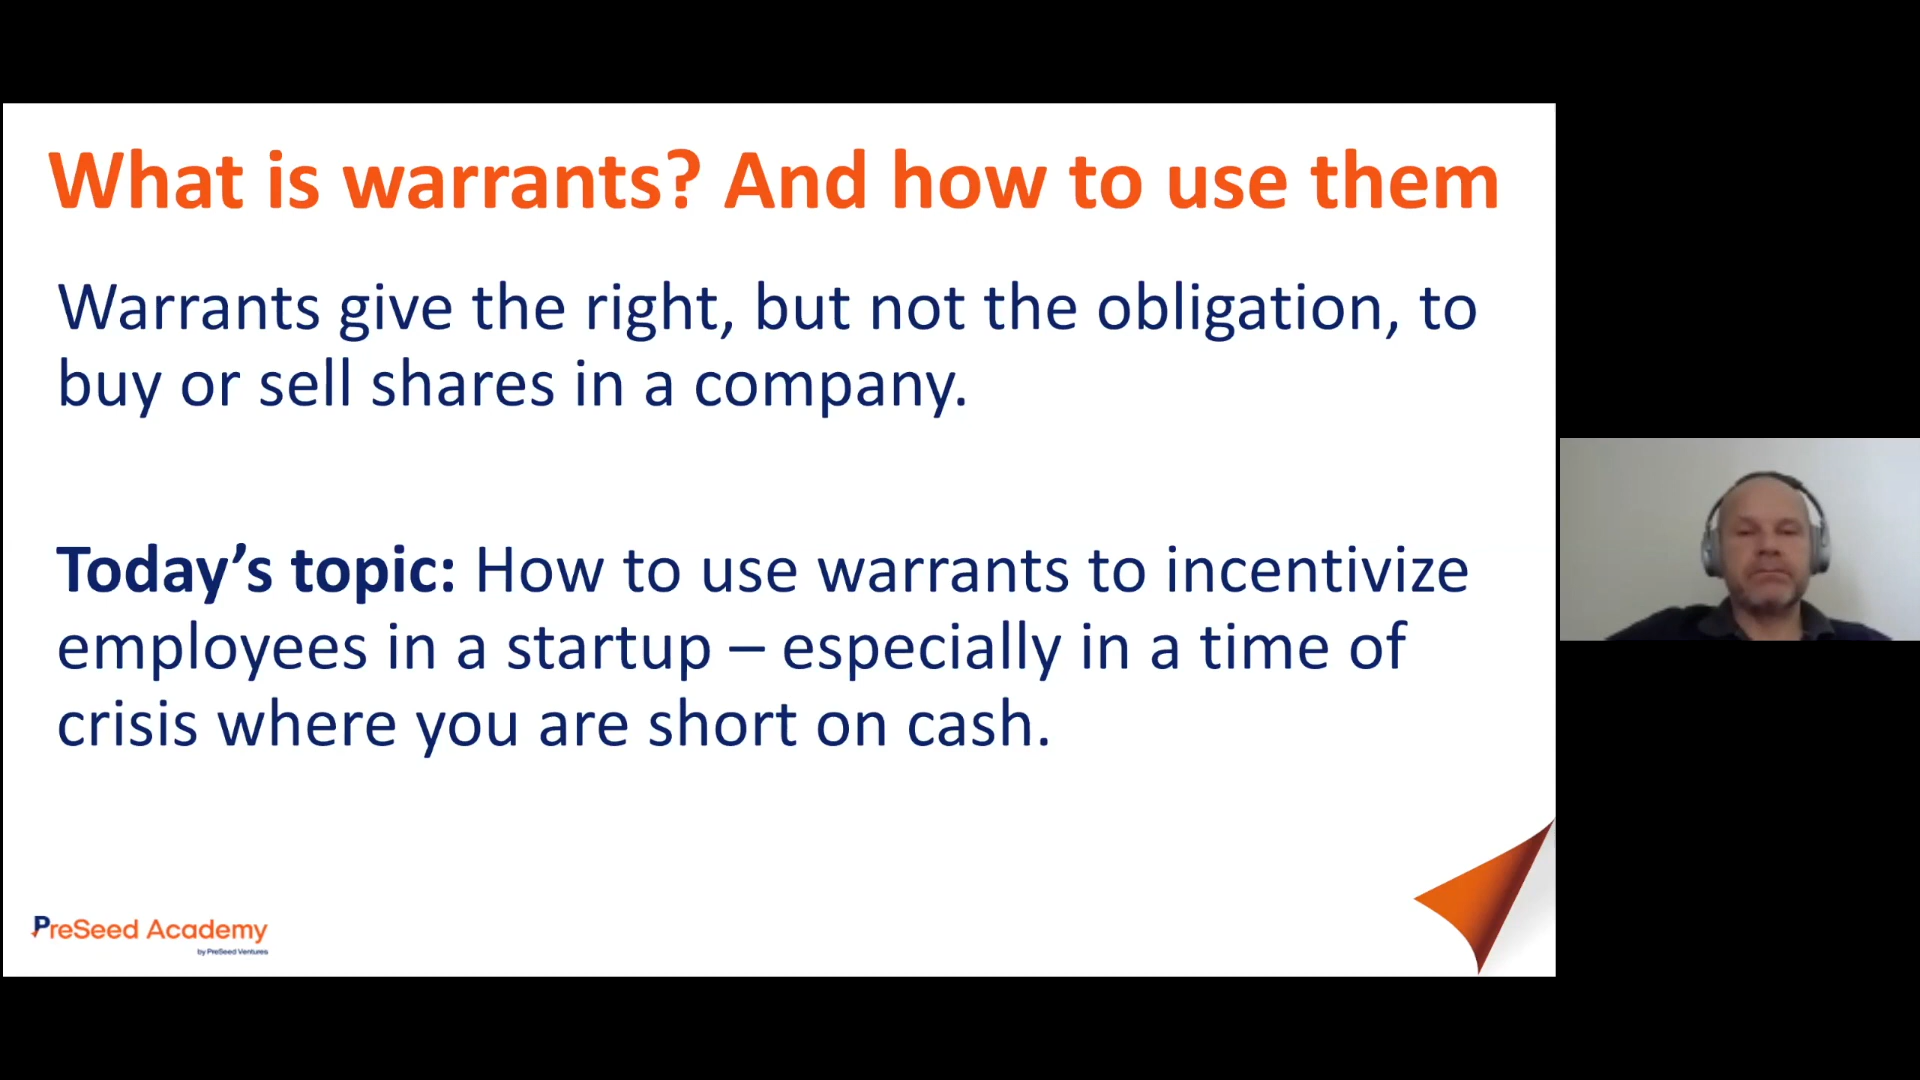 What is warrants? And how to use them
Warrants give the right, but not the obligation, to
buy or sell shares in a company.
Today’s topic: How to use warrants to incentivize
employees in a startup – especially in a time of
crisis where you are short on cash.
PreSeed Academy
by PreSeed Ventures